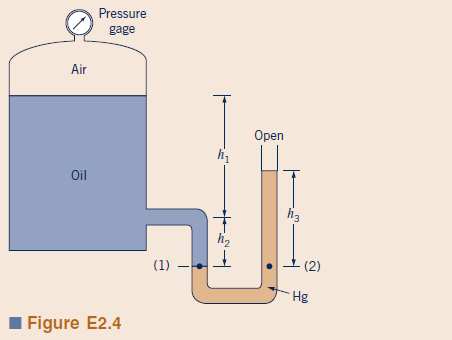 Pressure
gage
Air
Open
h1
Oil
h3
h2
(1)
(2)
Hg
Figure E2.4